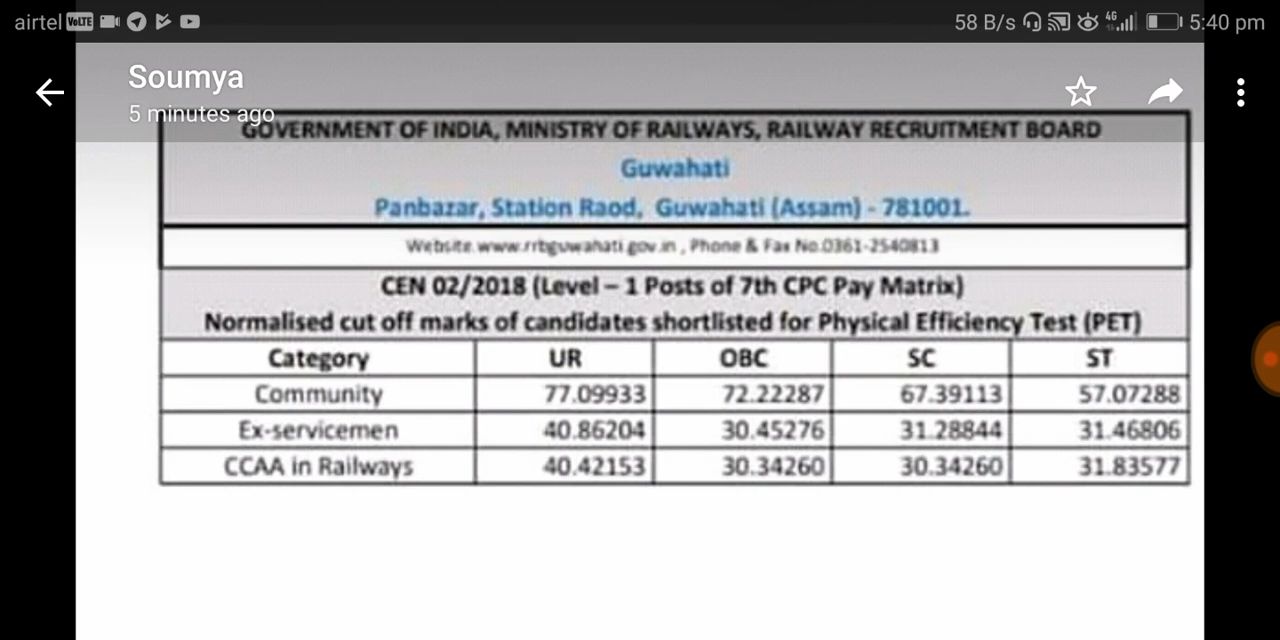 airtel VoLTE 58 B/s 4G 5:40 pm
Soumya
5 minutes ago
GOVERNMENT OF INDIA, MINISTRY OF RAILWAYS, RAILWAY RECRUITMENT BOARD
Guwahati
Panbazar, Station Raod, Guwahati (Assam) - 781001.
Website.www.rrbguwahati.gov.in , Phone & Fax No.0361-2540813
CEN 02/2018 (Level – 1 Posts of 7th CPC Pay Matrix)
Normalised cut off marks of candidates shortlisted for Physical Efficiency Test (PET)
Category UR OBC SC ST
Community 77.09933 72.22287 67.39113 57.07288
Ex-servicemen 40.86204 30.45276 31.28844 31.46806
CCAA in Railways 40.42153 30.34260 30.34260 31.83577